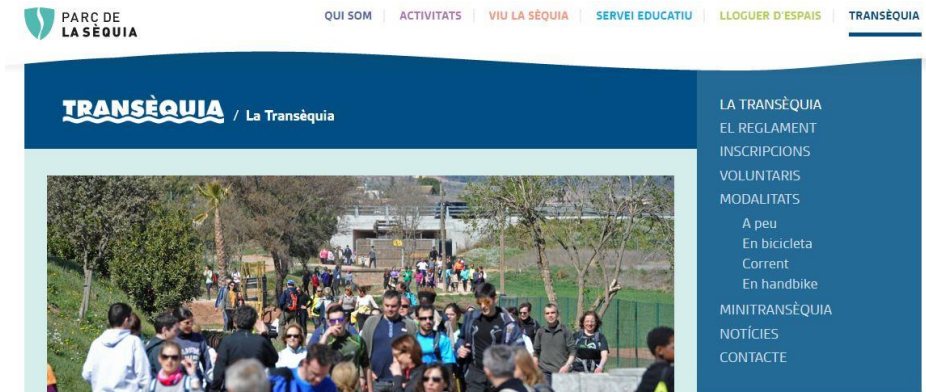 PARC DE
LA SÈQUIA
QUI SOM
ACTIVITATS
VIU LA SÈQUIA
SERVEI EDUCATIU
LLOGUER D'ESPAIS
TRANSÈQUIA
TRANSÈQUIA / La Transèquia
LA TRANSÈQUIA
EL REGLAMENT
INSCRIPCIONS
VOLUNTARIS
MODALITATS
A peu
En bicicleta
Corrent
En handbike
MINITRANSÈQUIA
NOTÍCIES
CONTACTE